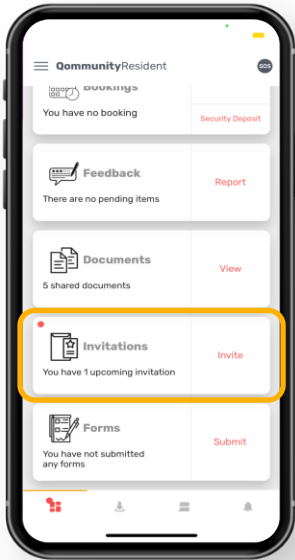 QommunityResident
SOS
Bookings
You have no booking
Security Deposit
Feedback
There are no pending items
Report
Documents
5 shared documents
View
Invitations
You have 1 upcoming invitation
Invite
Forms
You have not submitted
any forms
Submit